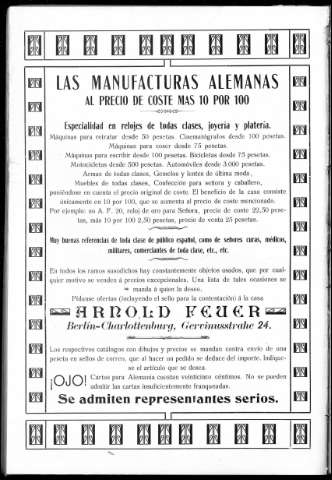 LAS MANUFACTURAS ALEMANAS
AL PRECIO DE COSTE MAS 10 POR 100
Especialidad en relojes de todas clases, joyería y platería.
Máquinas para retratar desde 50 pesetas. Cinematógrafos desde 100 pesetas.
Máquinas para coser desde 75 pesetas.
Máquinas para escribir desde 100 pesetas. Bicicletas desde 75 pesetas.
Motocicletas desde 500 pesetas. Automóviles desde 3.000 pesetas.
Armas de todas clases, Gemelos y lentes de última moda.
Muebles de todas clases, Confección para señora y caballero,
poniéndose en cuenta el precio original de coste. El beneficio de la casa consiste
únicamente en 10 por 100, que se aumenta al precio de coste mencionado.
Por ejemplo: en A. F. 20, reloj de oro para Señora, precio de coste 22,50 pese-
tas, más 10 por 100 2,50 pesetas, precio de venta 25 pesetas.
Muy buenas referencias de toda clase de público español, como de señores curas, médicos,
militares, comerciantes de toda clase, etc., etc.
En todos los ramos susodichos hay constantemente objetos usados, que por cual-
quier motivo se venden á precios excepcionales. Una lista de tales ocasiones se
manda á quien la desee.
Pídanse ofertas (incluyendo el sello para la contestación) á la casa
ARNOLD FEUER
Berlín-Charlottenburg, Gervinusstrahe 24.
Los respectivos catálogos con dibujos y precios se mandan contra envío de una
peseta en sellos de correo, que al hacer un pedido se deduce del importe. Indíque-
se el artículo que se desea.
¡OJO! Cartas para Alemania cuestan veinticinco céntimos. No se pueden
admitir las cartas insuficientemente franqueadas.
Se admiten representantes serios.